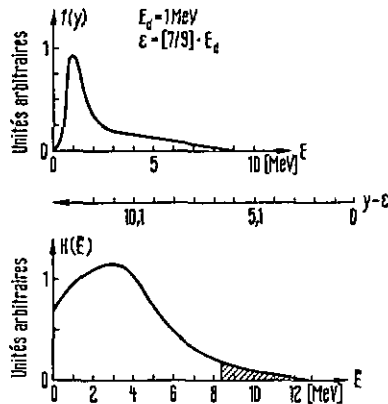 f(y)
E_d = 1 MeV
ε = [7/9] · E_d
Unités arbitraires
1
0
0 5 10 [MeV] E
10,1 5,1 0 y-ε
H(E)
Unités arbitraires
1
0
0 2 4 6 8 10 12 [MeV] E